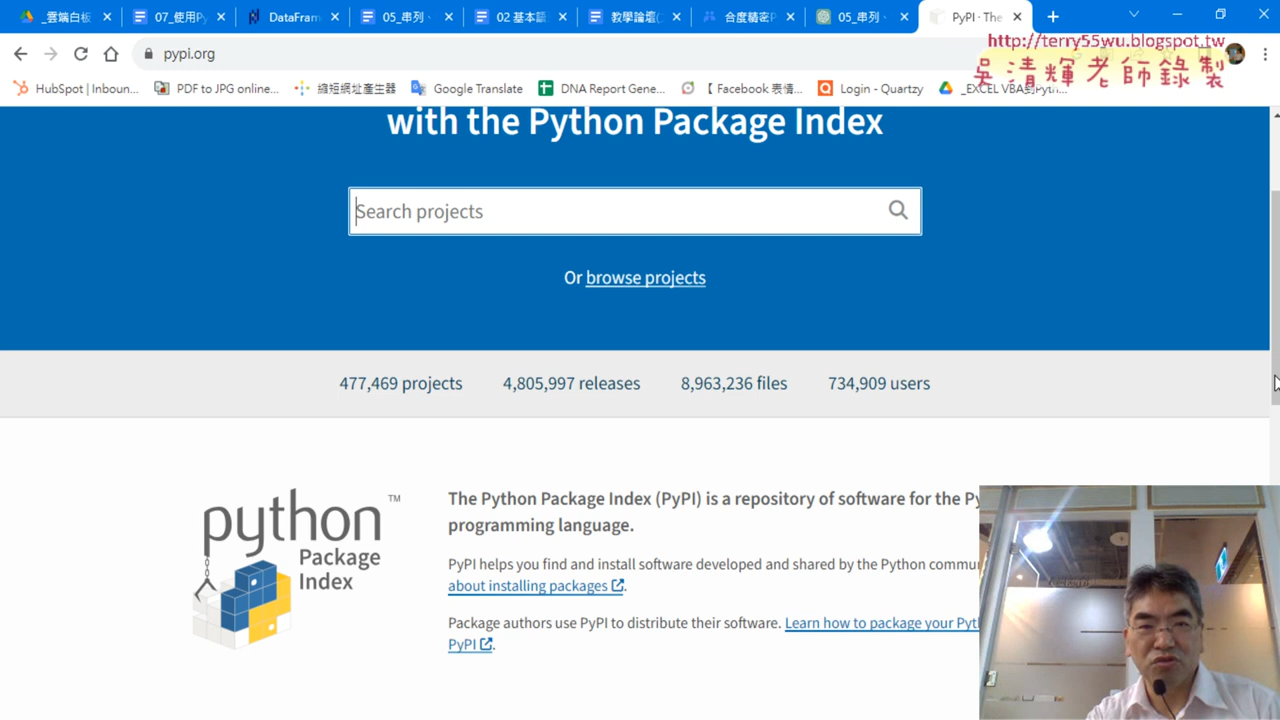 _雲端白板
07_使用Py
DataFram
05_串列
02 基本語
教學論壇(
合度精密P
05_串列
PyPI · The
http://terry55wu.blogspot.tw
pypi.org
吳清輝老師錄製
HubSpot | Inboun...
PDF to JPG online...
縮短網址產生器
Google Translate
DNA Report Gene...
【 Facebook 表情...
Login - Quartzy
_EXCEL VBA到Pyth...
with the Python Package Index
Search projects
Or browse projects
477,469 projects
4,805,997 releases
8,963,236 files
734,909 users
python TM
Package
Index
The Python Package Index (PyPI) is a repository of software for the Py
programming language.
PyPI helps you find and install software developed and shared by the Python commu
about installing packages.
Package authors use PyPI to distribute their software. Learn how to package your Pyt
PyPI.